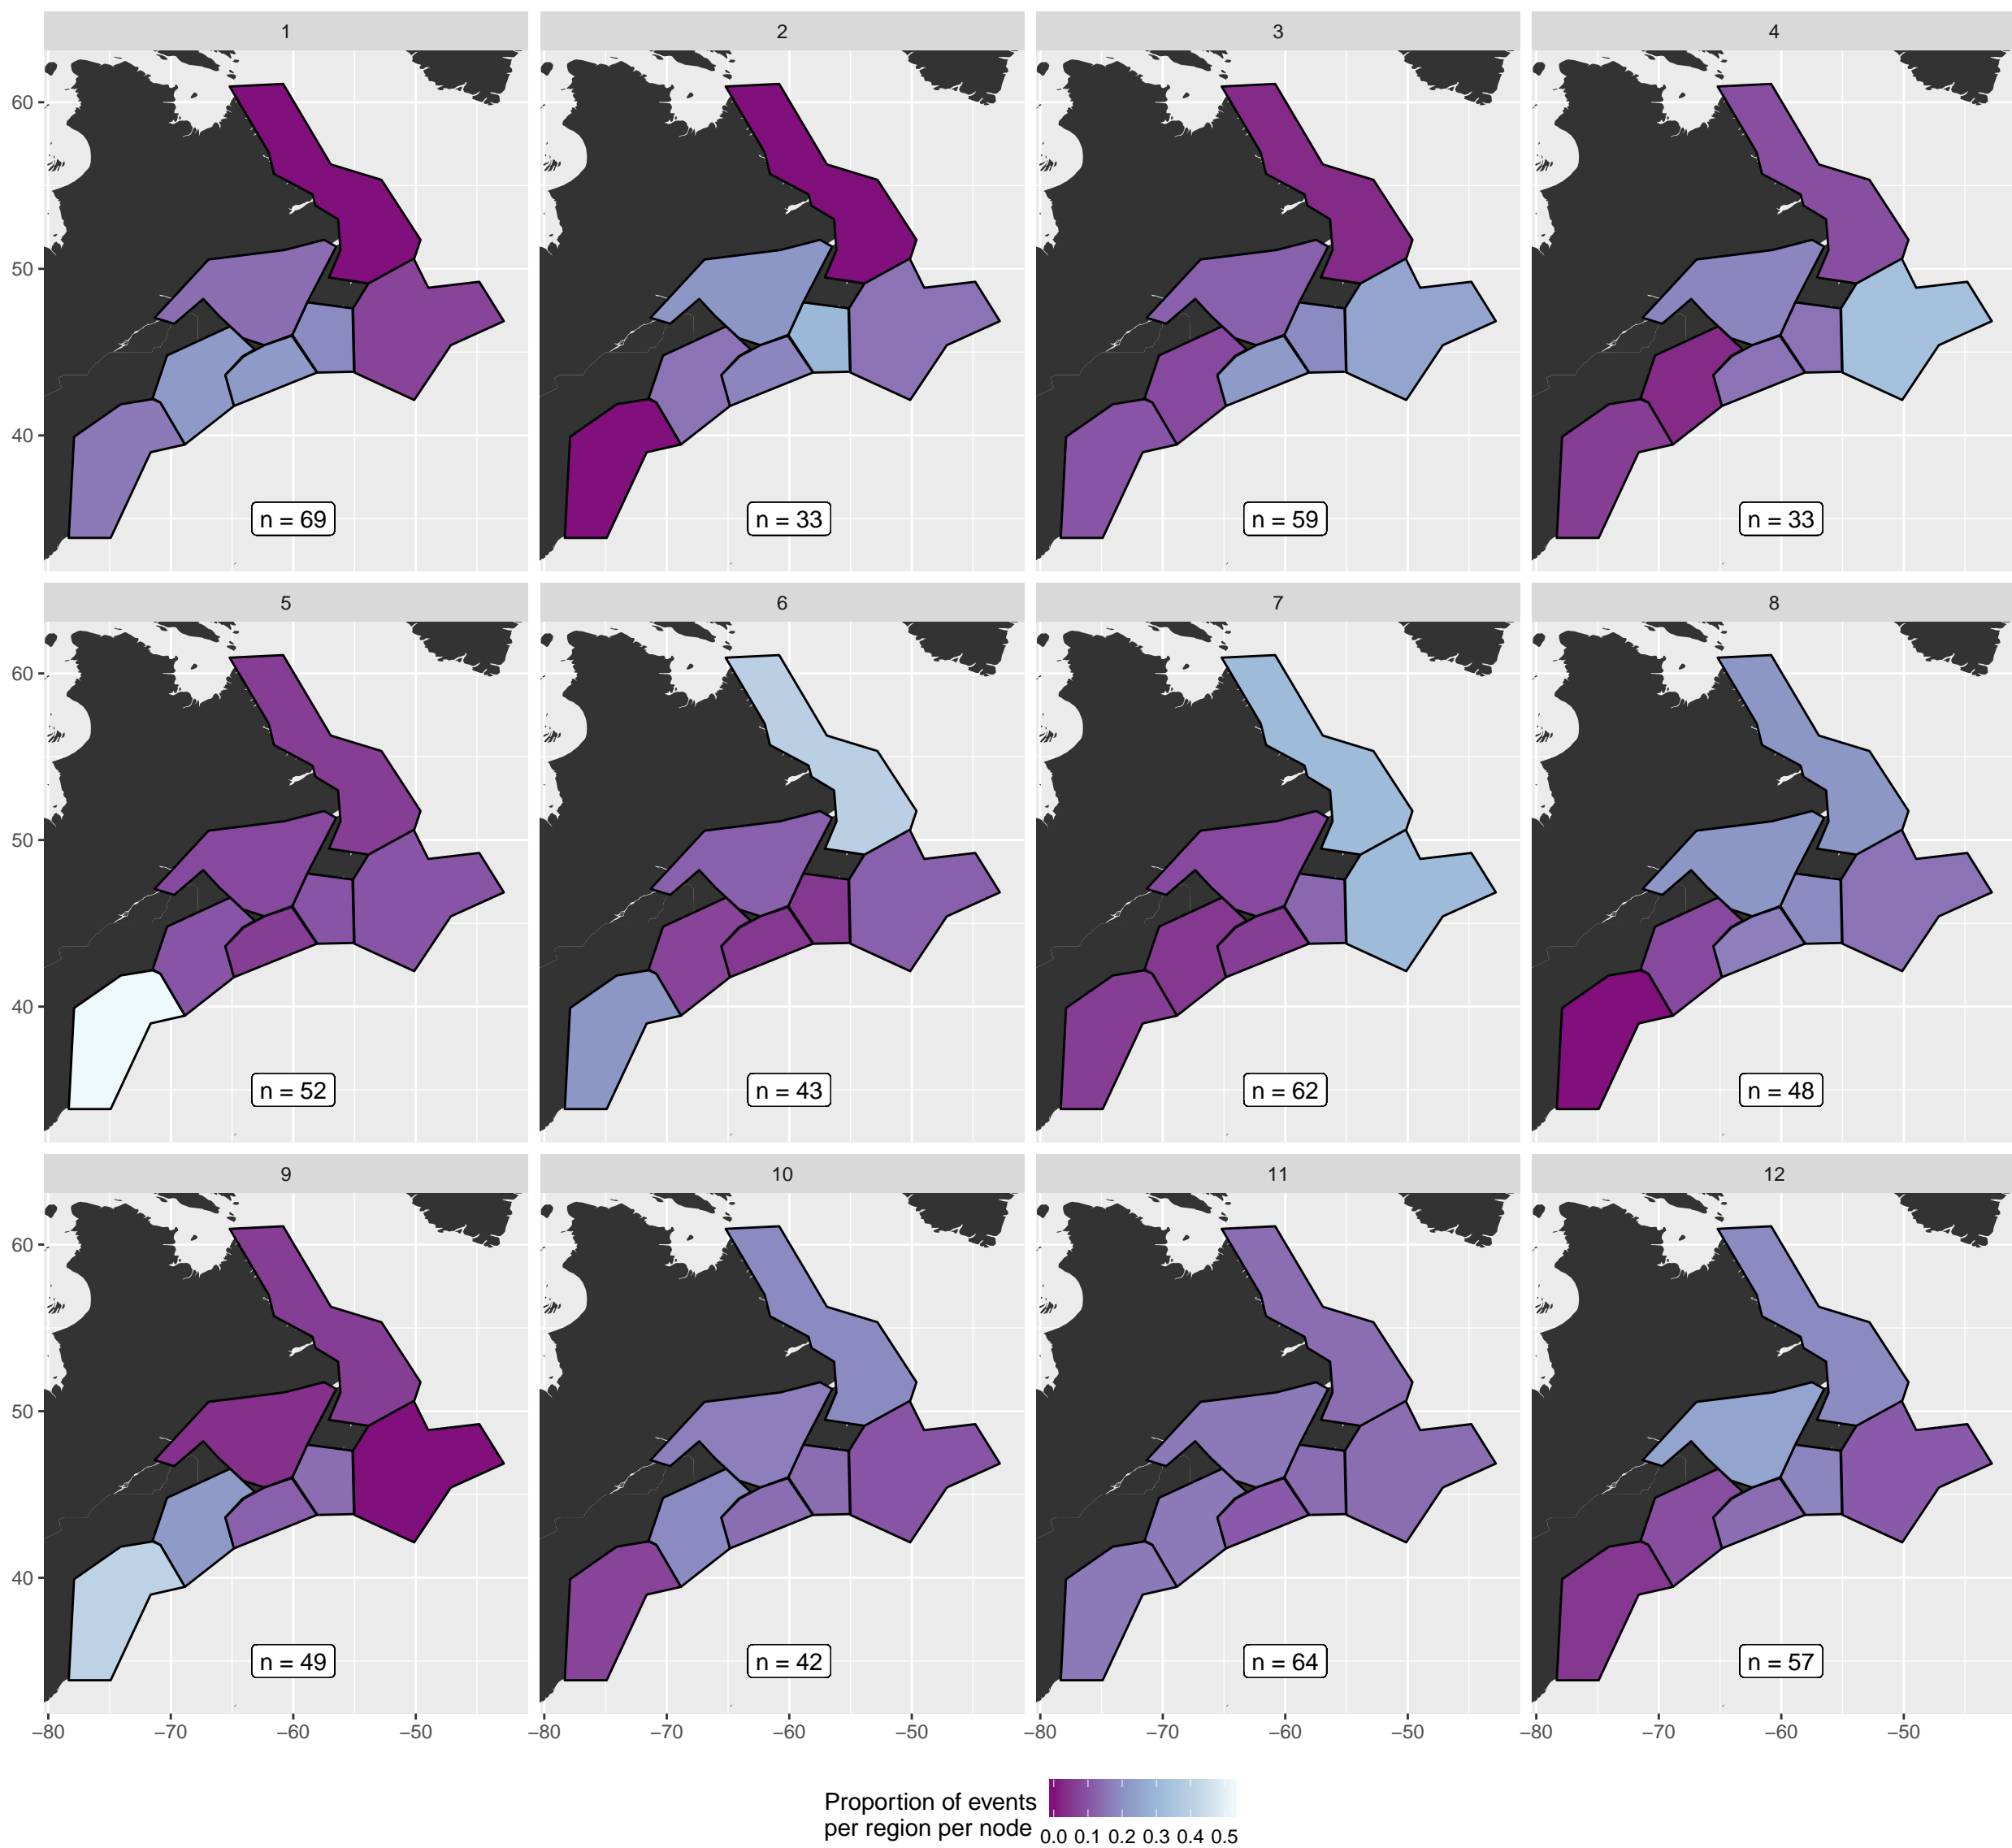 1 2 3 4
60
50
40
n = 69 n = 33 n = 59 n = 33
5 6 7 8
60
50
40
n = 52 n = 43 n = 62 n = 48
9 10 11 12
60
50
40
n = 49 n = 42 n = 64 n = 57
−80 −70 −60 −50 −80 −70 −60 −50 −80 −70 −60 −50 −80 −70 −60 −50
Proportion of events
per region per node
0.0 0.1 0.2 0.3 0.4 0.5